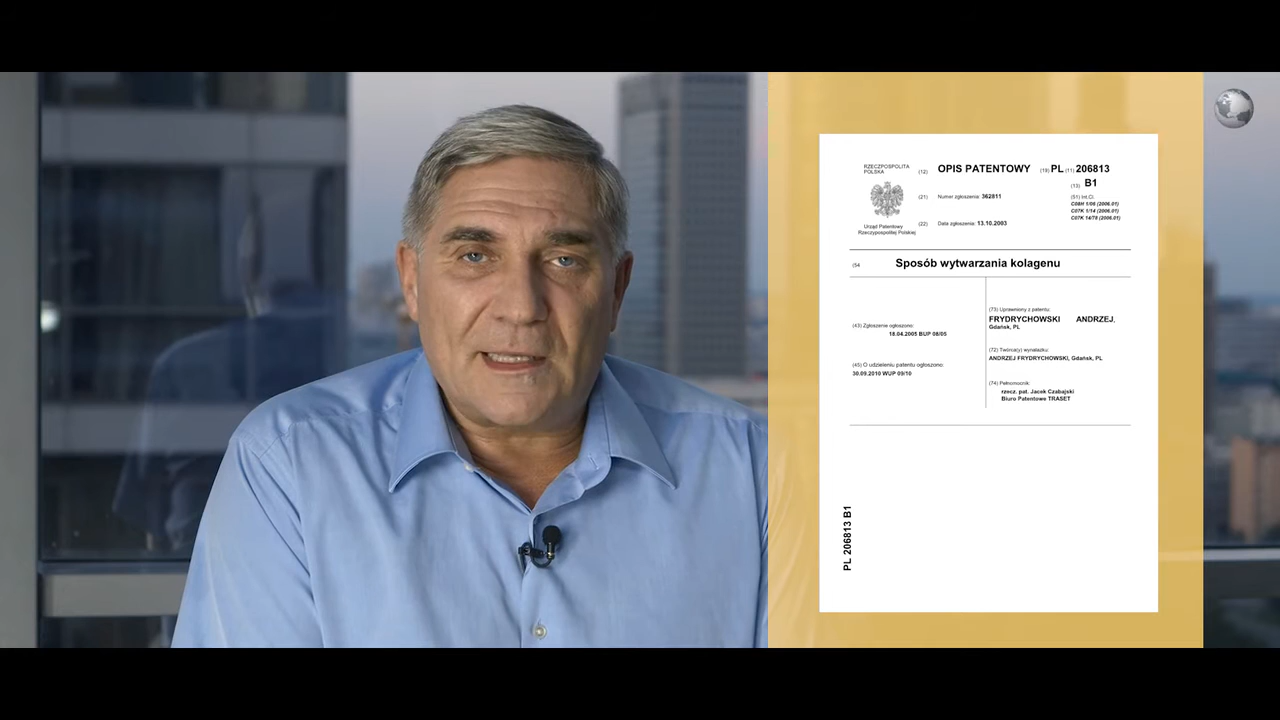 RZECZPOSPOLITA
POLSKA
(12) OPIS PATENTOWY (19) PL (11) 206813
(13) B1
(21) Numer zgłoszenia: 362811
(51) Int.Cl.
C08H 1/06 (2006.01)
C07K 1/14 (2006.01)
C07K 14/78 (2006.01)
(22) Data zgłoszenia: 13.10.2003
Urząd Patentowy
Rzeczypospolitej Polskiej
(54 Sposób wytwarzania kolagenu
(43) Zgłoszenie ogłoszono:
18.04.2005 BUP 08/05
(45) O udzieleniu patentu ogłoszono:
30.09.2010 WUP 09/10
(73) Uprawniony z patentu:
FRYDRYCHOWSKI ANDRZEJ,
Gdańsk, PL
(72) Twórca(y) wynalazku:
ANDRZEJ FRYDRYCHOWSKI, Gdańsk, PL
(74) Pełnomocnik:
rzecz. pat. Jacek Czabajski
Biuro Patentowe TRASET
PL 206813 B1